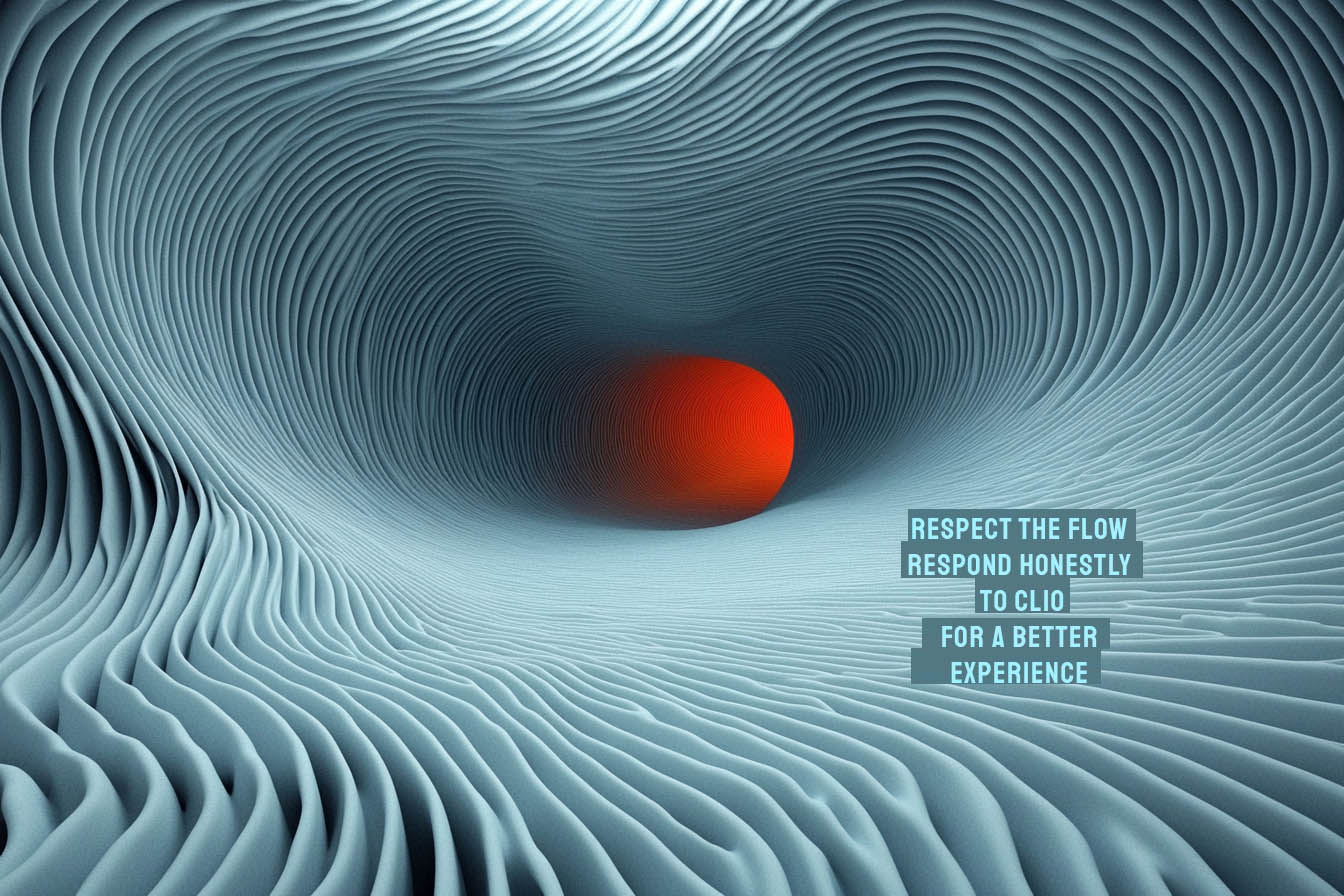 RESPECT THE FLOW
RESPOND HONESTLY
TO CLIO
FOR A BETTER
EXPERIENCE